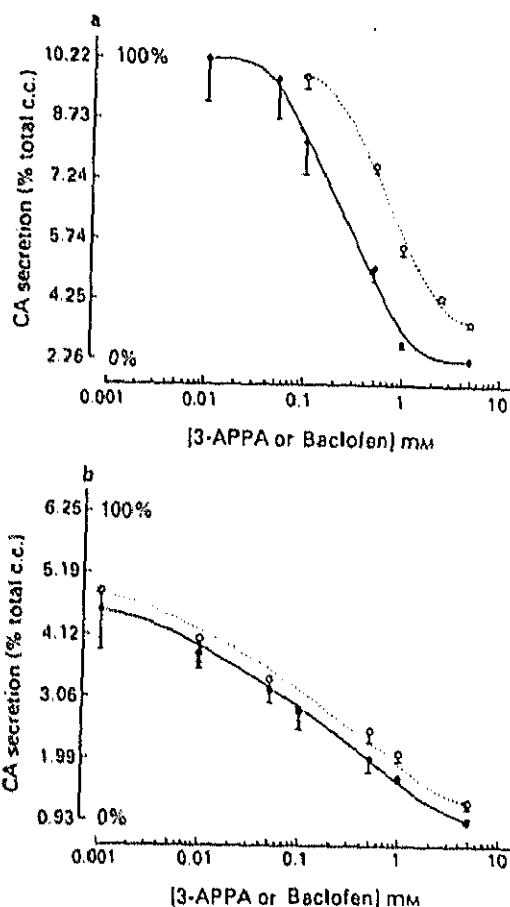 a
CA secretion (% total c.c.)
10.22 100%
8.73
7.24
5.74
4.25
2.26 0%
0.001 0.01 0.1 1 10
[3-APPA or Baclofen] mM
b
CA secretion (% total c.c.)
6.25 100%
5.19
4.12
3.06
1.99
0.93 0%
0.001 0.01 0.1 1 10
[3-APPA or Baclofen] mM